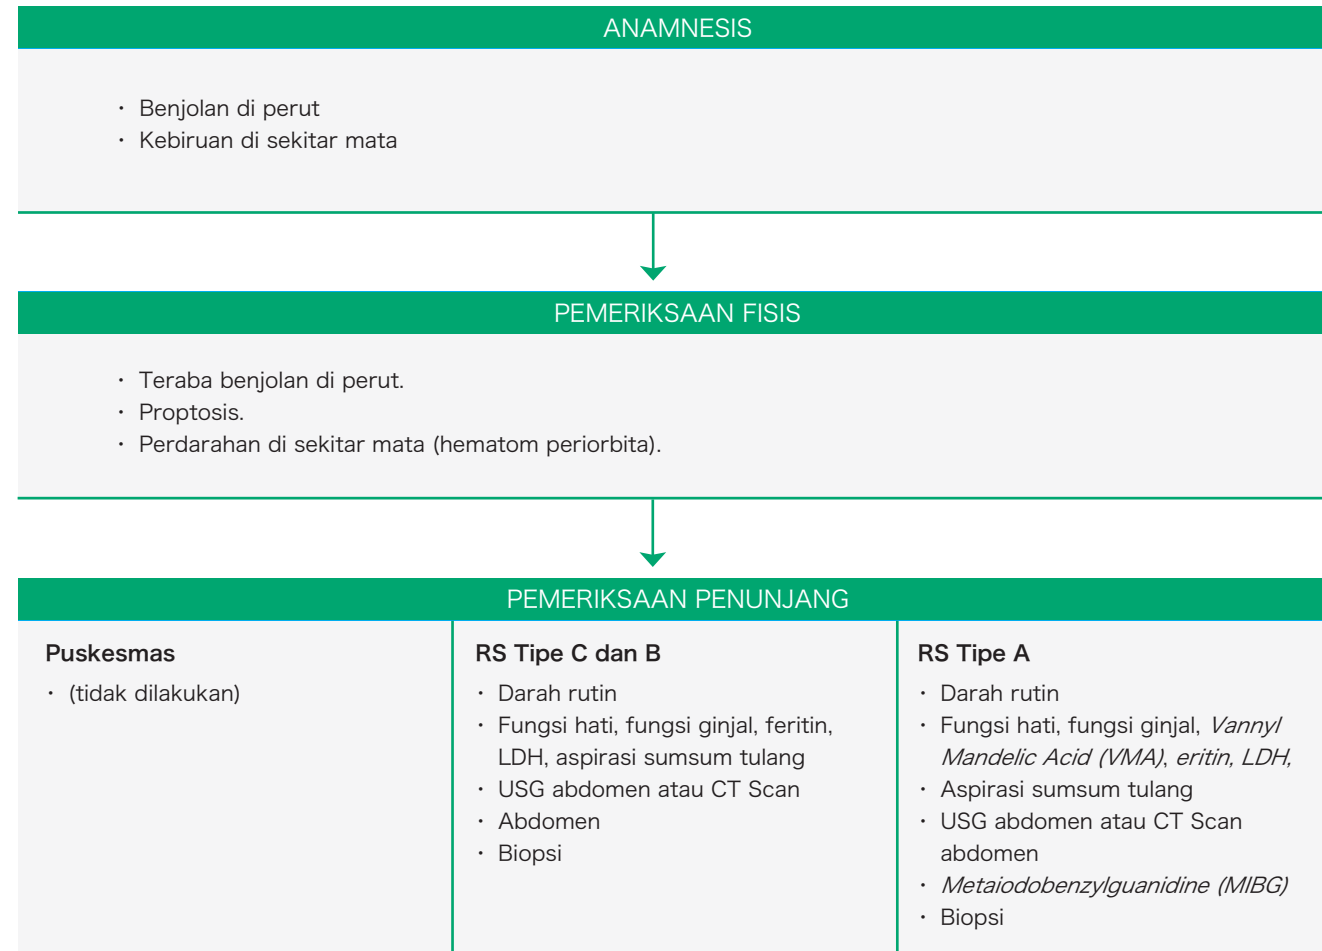 ANAMNESIS
・ Benjolan di perut
・ Kebiruan di sekitar mata
PEMERIKSAAN FISIS
・ Teraba benjolan di perut.
・ Proptosis.
・ Perdarahan di sekitar mata (hematom periorbita).
PEMERIKSAAN PENUNJANG
Puskesmas
・ (tidak dilakukan)
RS Tipe C dan B
・ Darah rutin
・ Fungsi hati, fungsi ginjal, feritin,
LDH, aspirasi sumsum tulang
・ USG abdomen atau CT Scan
・ Abdomen
・ Biopsi
RS Tipe A
・ Darah rutin
・ Fungsi hati, fungsi ginjal, Vannyl
Mandelic Acid (VMA), eritin, LDH,
・ Aspirasi sumsum tulang
・ USG abdomen atau CT Scan
abdomen
・ Metaiodobenzylguanidine (MIBG)
・ Biopsi